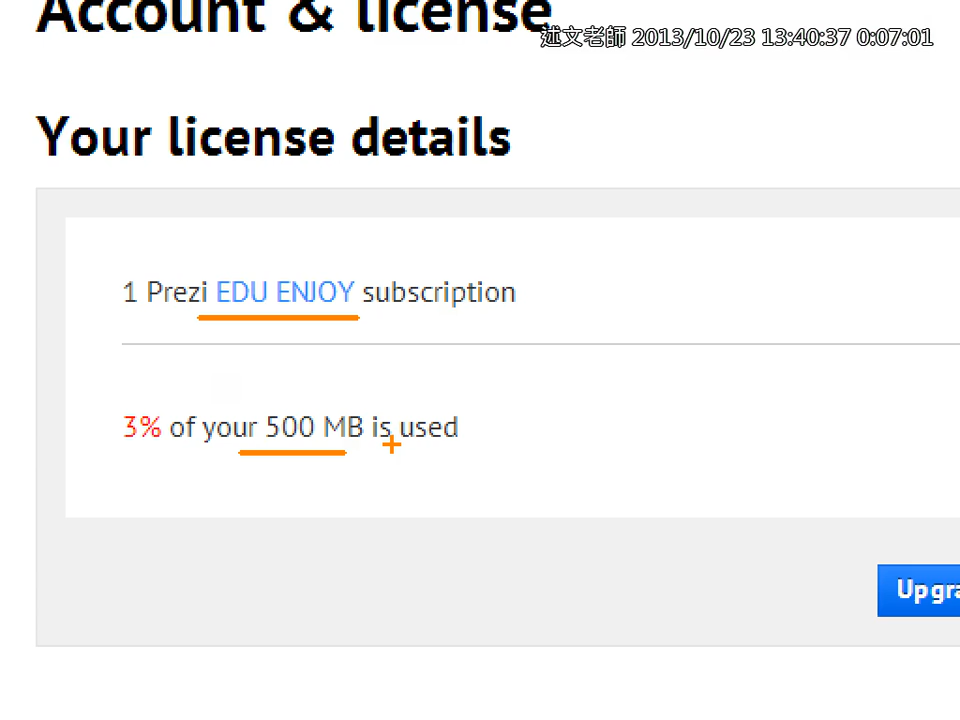 Account & license
述文老師 2013/10/23 13:40:37 0:07:01
Your license details
1 Prezi EDU ENJOY subscription
3% of your 500 MB is used
Upgra